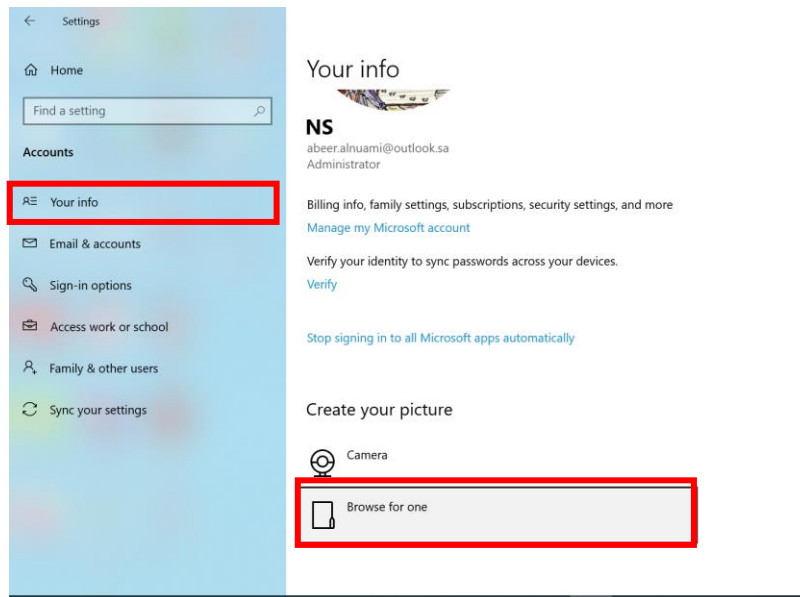 Settings
Home
Find a setting
Accounts
Your info
Email & accounts
Sign-in options
Access work or school
Family & other users
Sync your settings
Your info
NS
abeer.alnuami@outlook.sa
Administrator
Billing info, family settings, subscriptions, security settings, and more
Manage my Microsoft account
Verify your identity to sync passwords across your devices.
Verify
Stop signing in to all Microsoft apps automatically
Create your picture
Camera
Browse for one